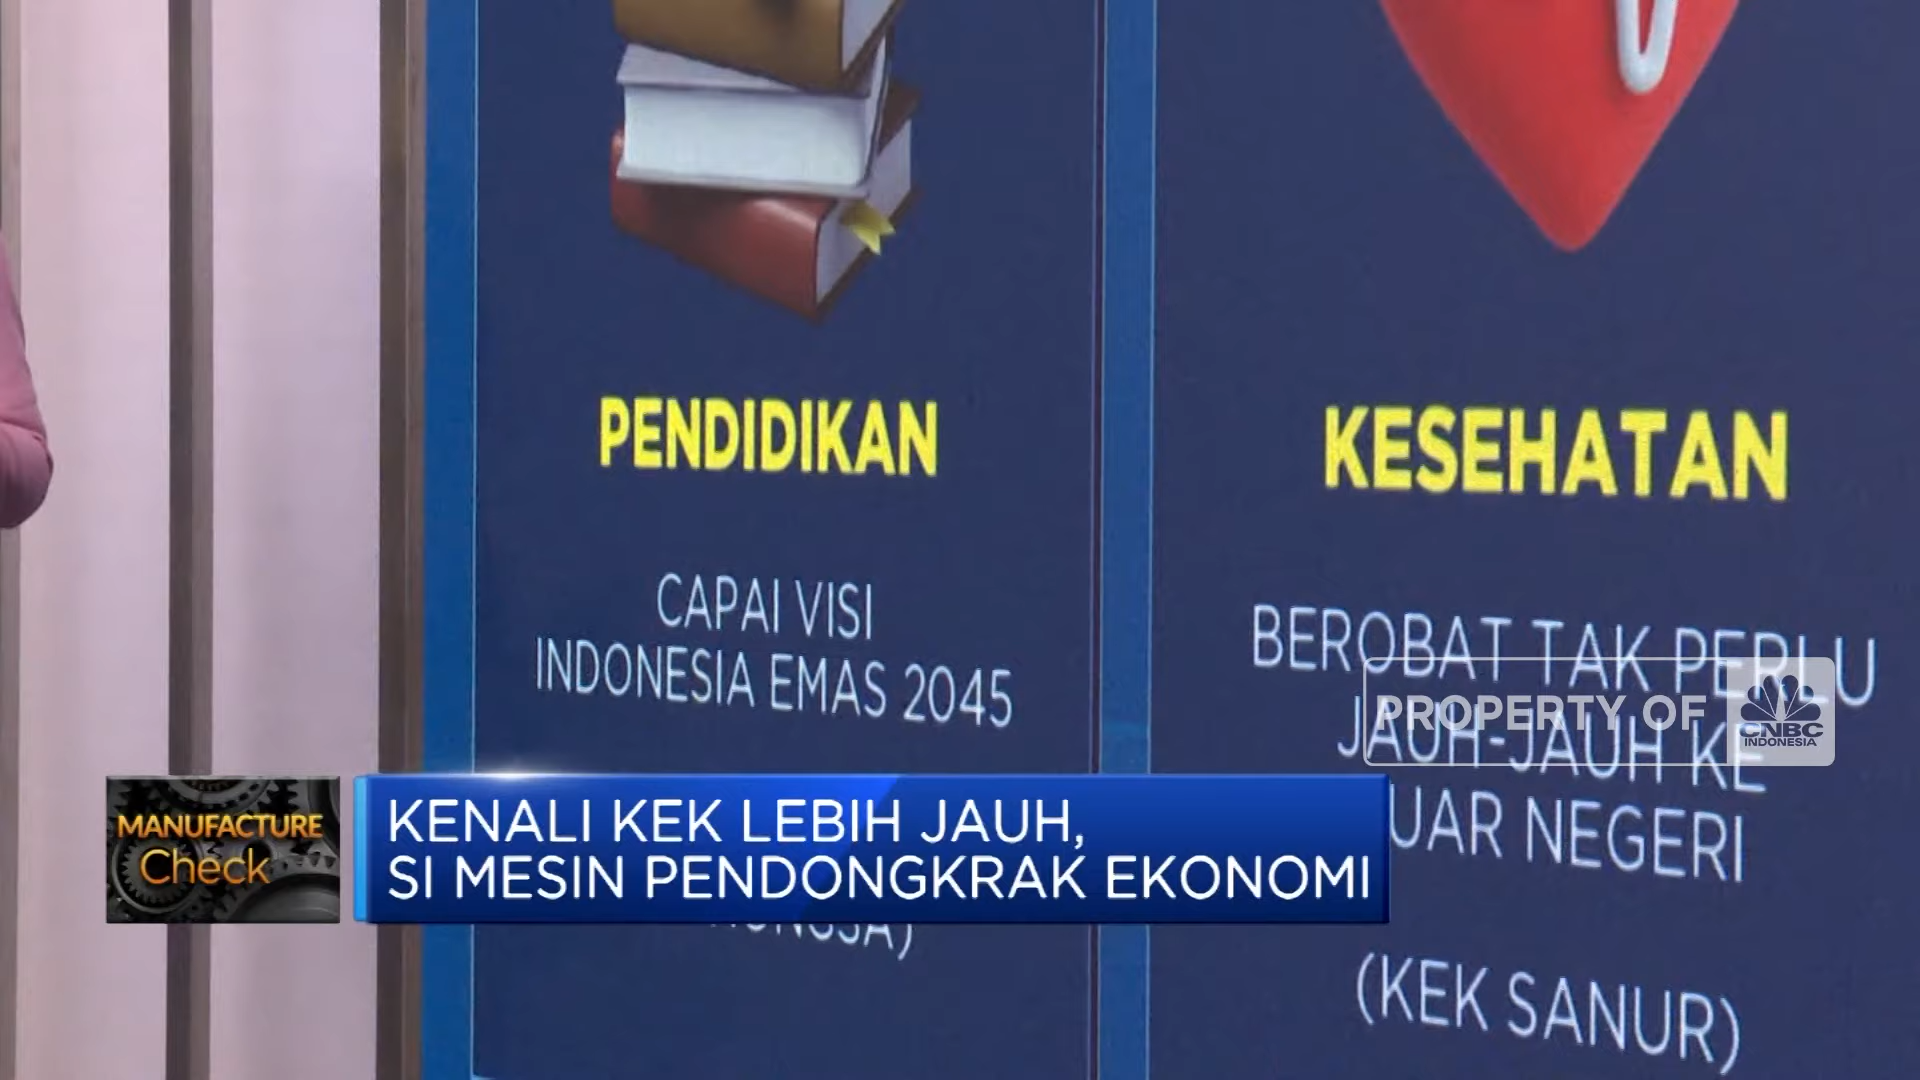 PENDIDIKAN
CAPAI VISI
INDONESIA EMAS 2045
KESEHATAN
BEROBAT TAK PERLU
JAUH-JAUH KE
NEGERI
(KEK SANUR)
PROPERTY OF
CNBC
INDONESIA
MANUFACTURE
Check
KENALI KEK LEBIH JAUH,
SI MESIN PENDONGKRAK EKONOMI